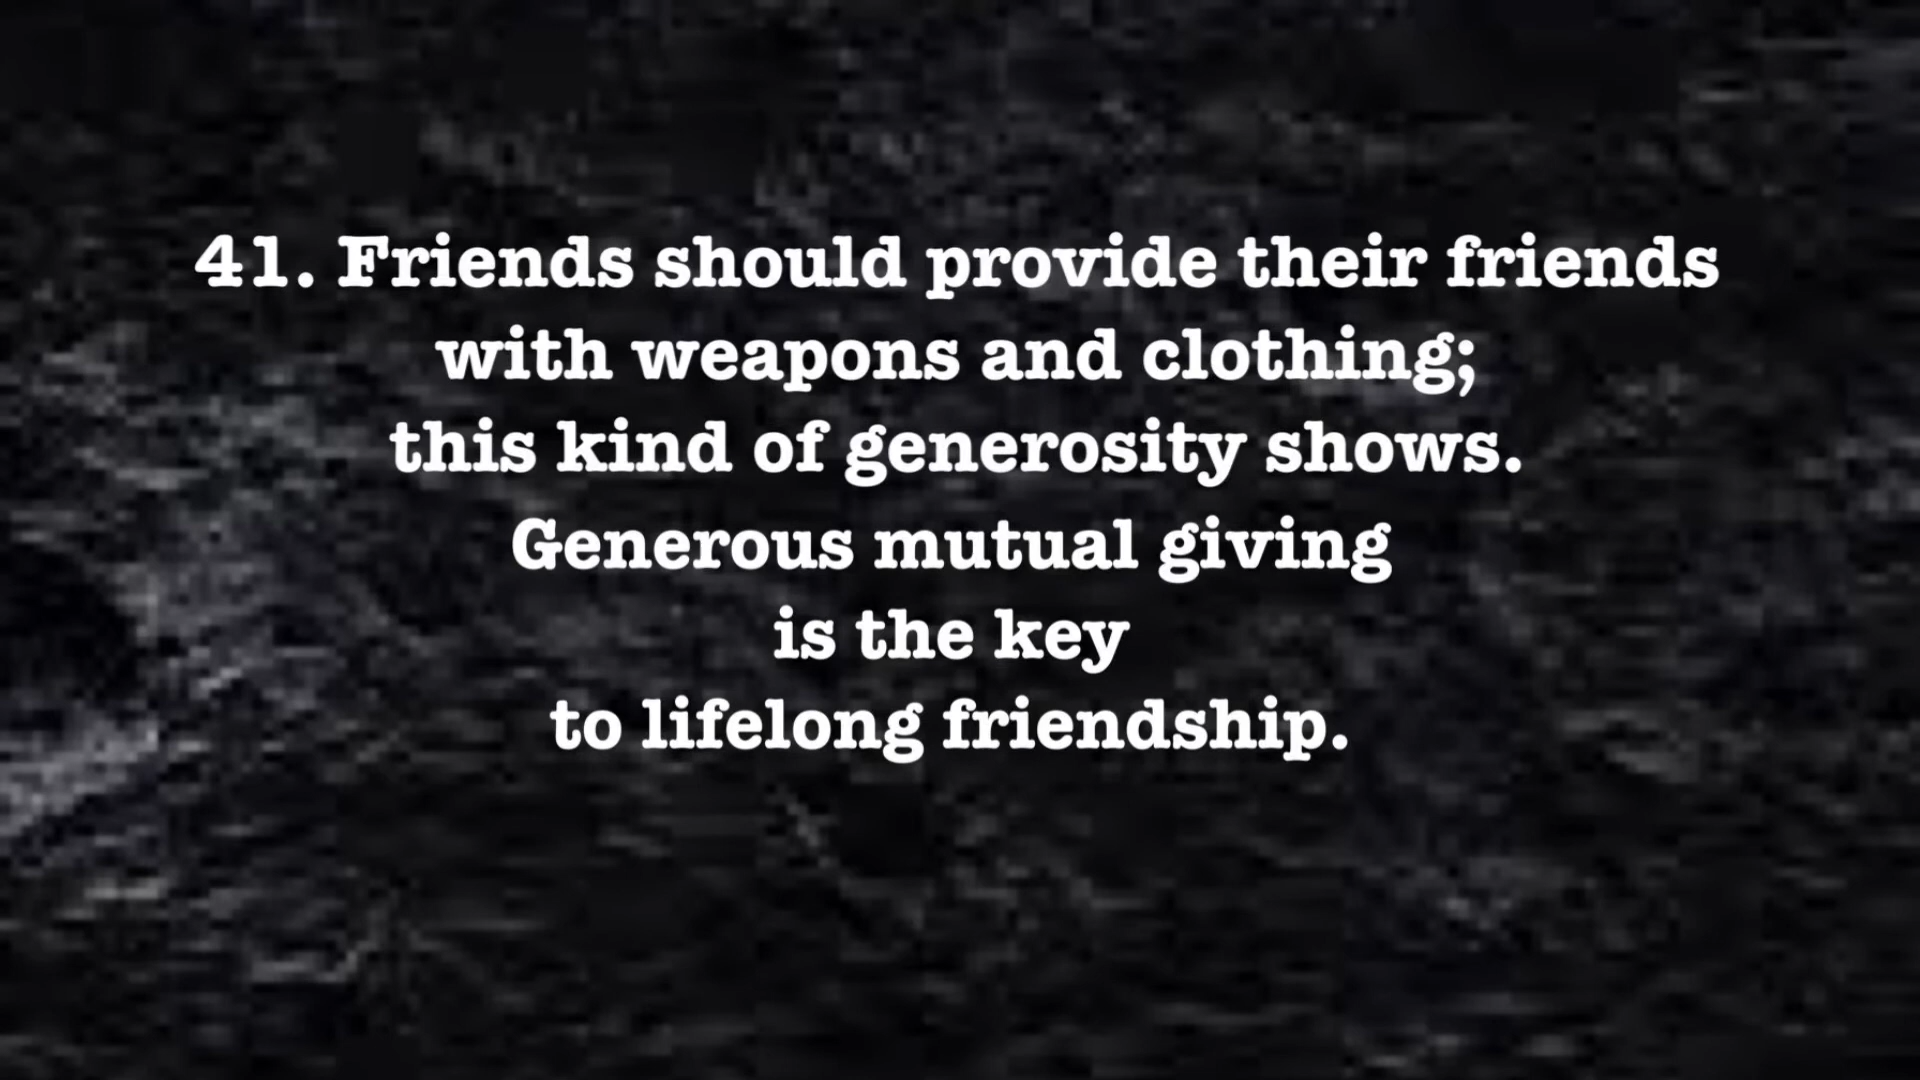 41. Friends should provide their friends
with weapons and clothing;
this kind of generosity shows.
Generous mutual giving
is the key
to lifelong friendship.